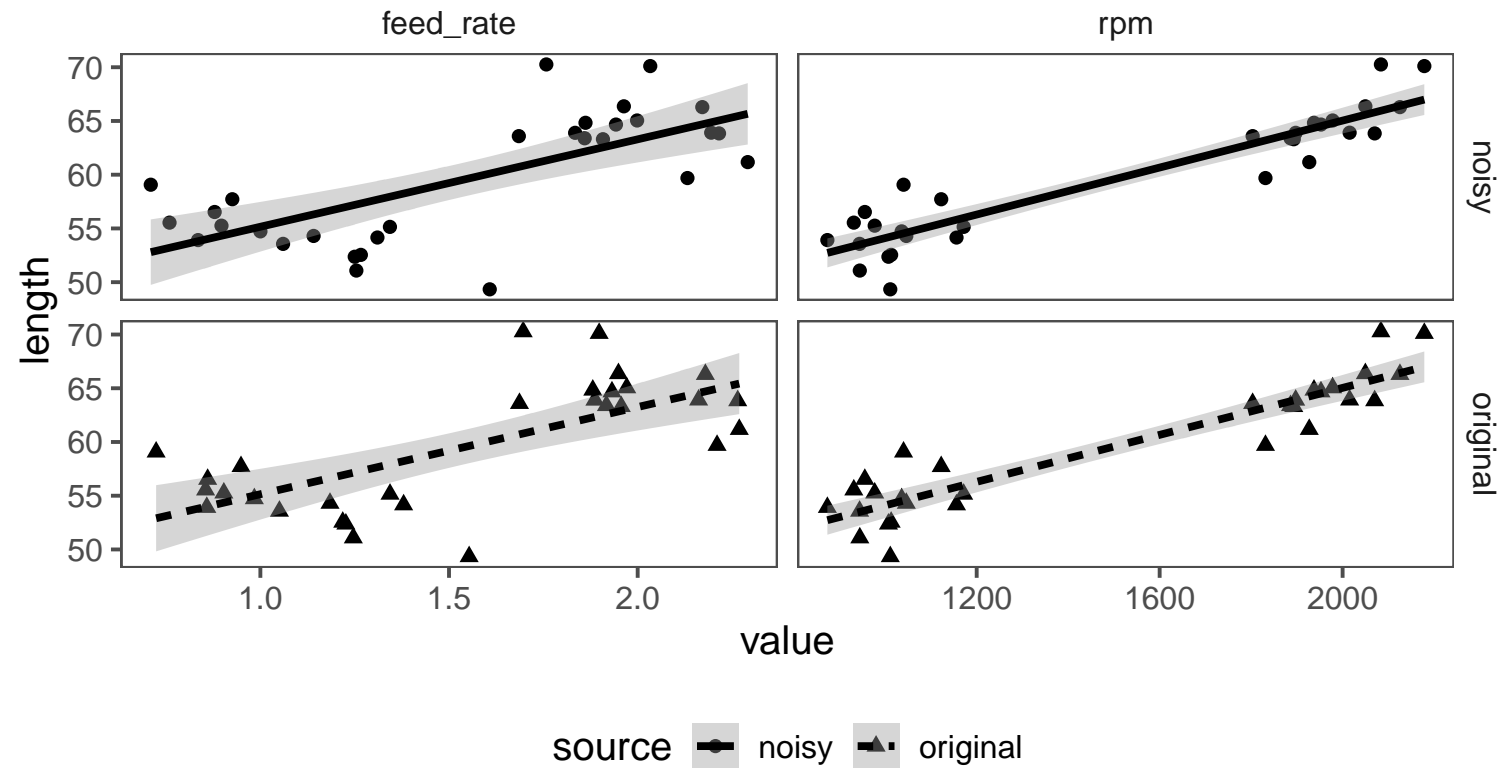 feed_rate rpm
70
65
60
55
50
noisy
length
70
65
60
55
50
original
1.0 1.5 2.0 1200 1600 2000
value
source noisy original